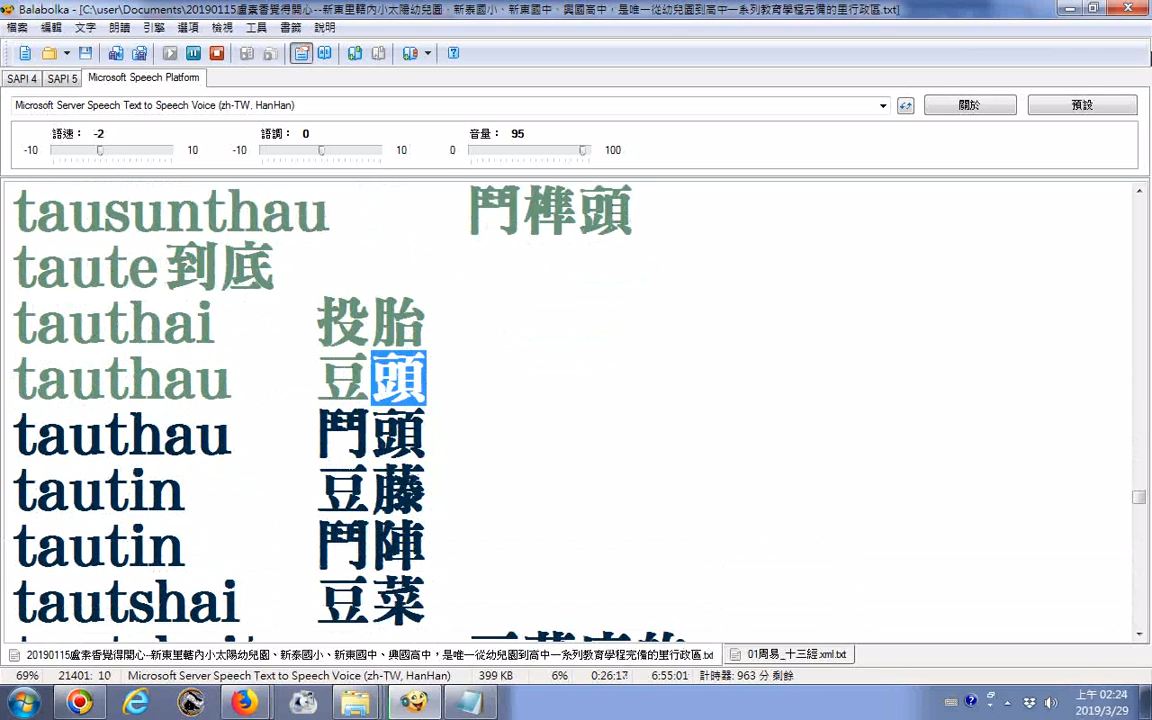 Balabolka - [C:\user\Documents\20190115盧素香覺得開心--新東里轄內小太陽幼兒園、新泰國小、新東國中、興國高中，是唯一從幼兒園到高中一系列教育學程完備的里行政區.txt]
檔案 編輯 文字 朗讀 引擎 選項 檢視 工具 書籤 說明
SAPI 4 SAPI 5 Microsoft Speech Platform
Microsoft Server Speech Text to Speech Voice (zh-TW, HanHan) 關於 預設
語速： -2 語調： 0 音量： 95
-10 10 -10 10 0 100
tausunthau 鬥榫頭
taute 到底
tauthai 投胎
tauthau 豆頭
tauthau 鬥頭
tautin 豆藤
tautin 鬥陣
tautshai 豆菜
20190115盧素香覺得開心--新東里轄內小太陽幼兒園、新泰國小、新東國中、興國高中，是唯一從幼兒園到高中一系列教育學程完備的里行政區.txt 01周易_十三經.xml.txt
69% 21401: 10 Microsoft Server Speech Text to Speech Voice (zh-TW, HanHan) 399 KB 6% 0:26:17 6:55:01 計時器: 963 分 剩餘
上午 02:24
2019/3/29